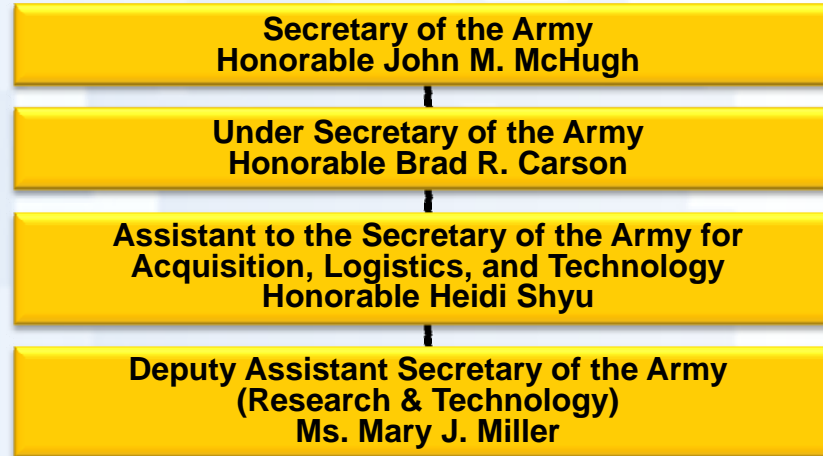 Secretary of the Army
Honorable John M. McHugh
Under Secretary of the Army
Honorable Brad R. Carson
Assistant to the Secretary of the Army for
Acquisition, Logistics, and Technology
Honorable Heidi Shyu
Deputy Assistant Secretary of the Army
(Research & Technology)
Ms. Mary J. Miller